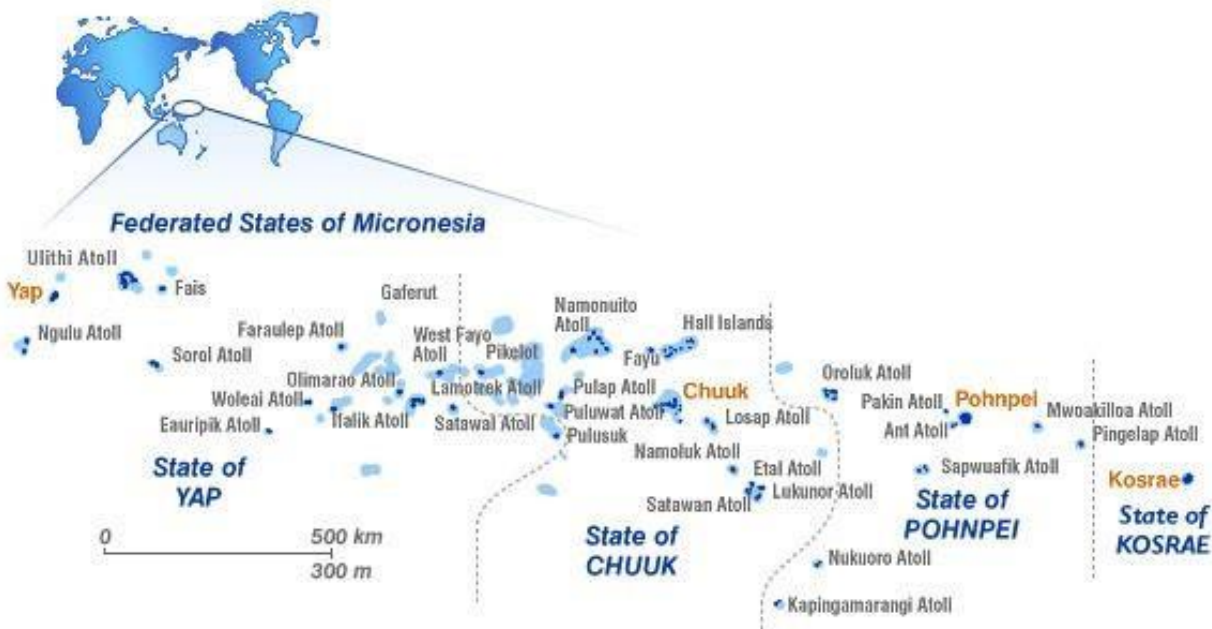 Federated States of Micronesia
Ulithi Atoll
Yap
Fais
Gaferut
Ngulu Atoll
Sorol Atoll
Faraulep Atoll
West Fayo
Atoll
Pikelol
Namonuito
Atoll
Hall Islands
Fayu
Olimarao Atoll
Lamotrek Atoll
Pulap Atoll
Chuuk
Oroluk Atoll
Woleai Atoll
Ifalik Atoll
Satawal Atoll
Puluwat Atoll
Losap Atoll
Pakin Atoll
Pohnpei
Mwoakilloa Atoll
Eauripik Atoll
Pulusuk
Ant Atoll
Pingelap Atoll
Namoluk Atoll
Etal Atoll
Sapwuafik Atoll
Kosrae
Satawan Atoll
Lukunor Atoll
State of
YAP
State of
CHUUK
State of
POHNPEI
State of
KOSRAE
Nukuoro Atoll
Kapingamarangi Atoll
0
500 km
300 m